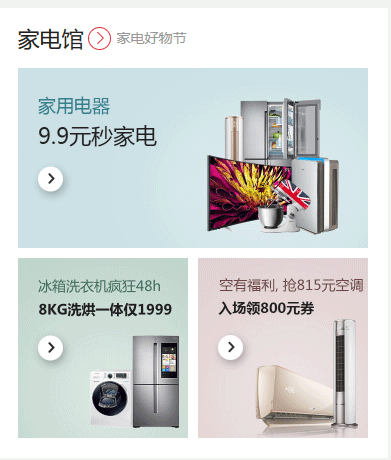 家电馆 家电好物节
家用电器
9.9元秒家电
冰箱洗衣机疯狂48h
8KG洗烘一体仅1999
空有福利, 抢815元空调
入场领800元券